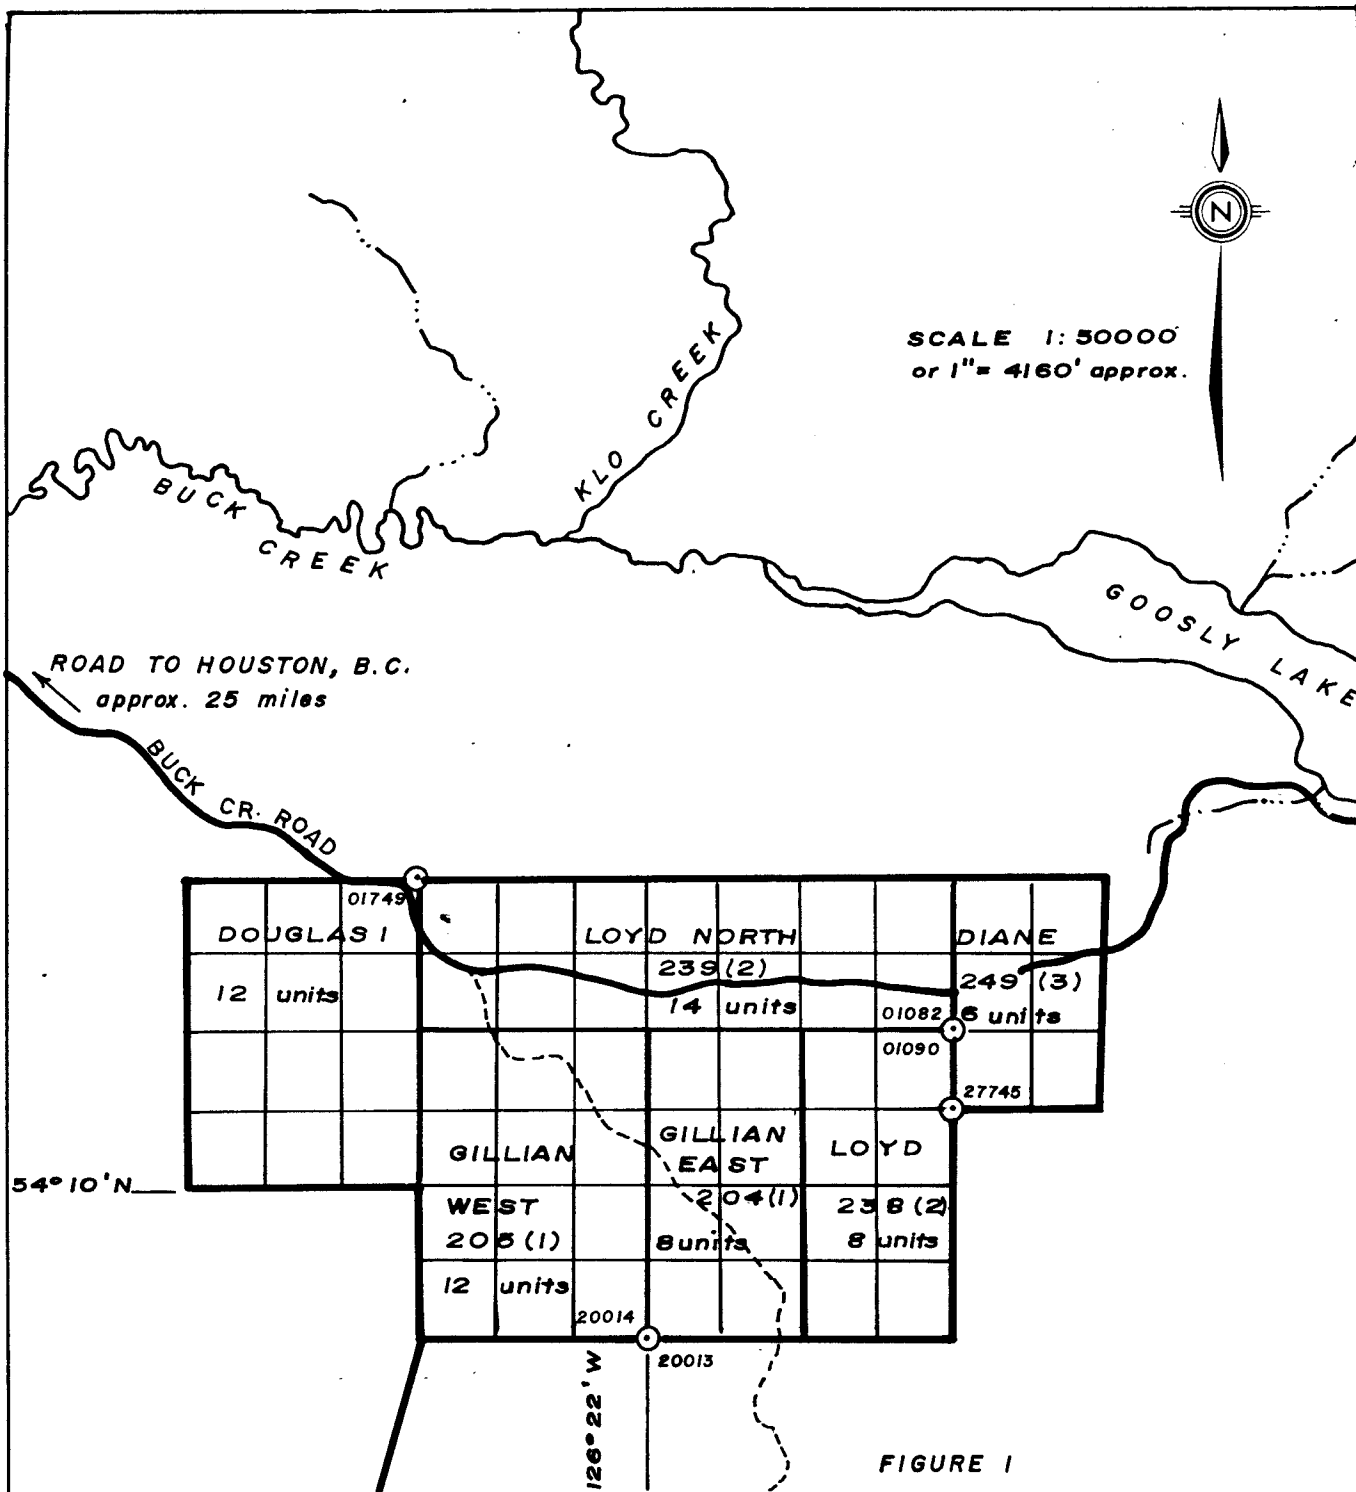 N
SCALE 1:50000
or 1"= 4160' approx.
KLO CREEK
BUCK
CREEK
GOOSLY LAKE
ROAD TO HOUSTON, B.C.
approx. 25 miles
BUCK CR. ROAD
01749
DOUGLAS I
12 units
LOYD NORTH
239(2)
14 units
DIANE
249 (3)
6 units
01082
01090
27745
GILLIAN
WEST
205(1)
12 units
GILLIAN
EAST
204(1)
8 units
LOYD
238(2)
8 units
54°10'N
20014
20013
126°22'W
FIGURE 1